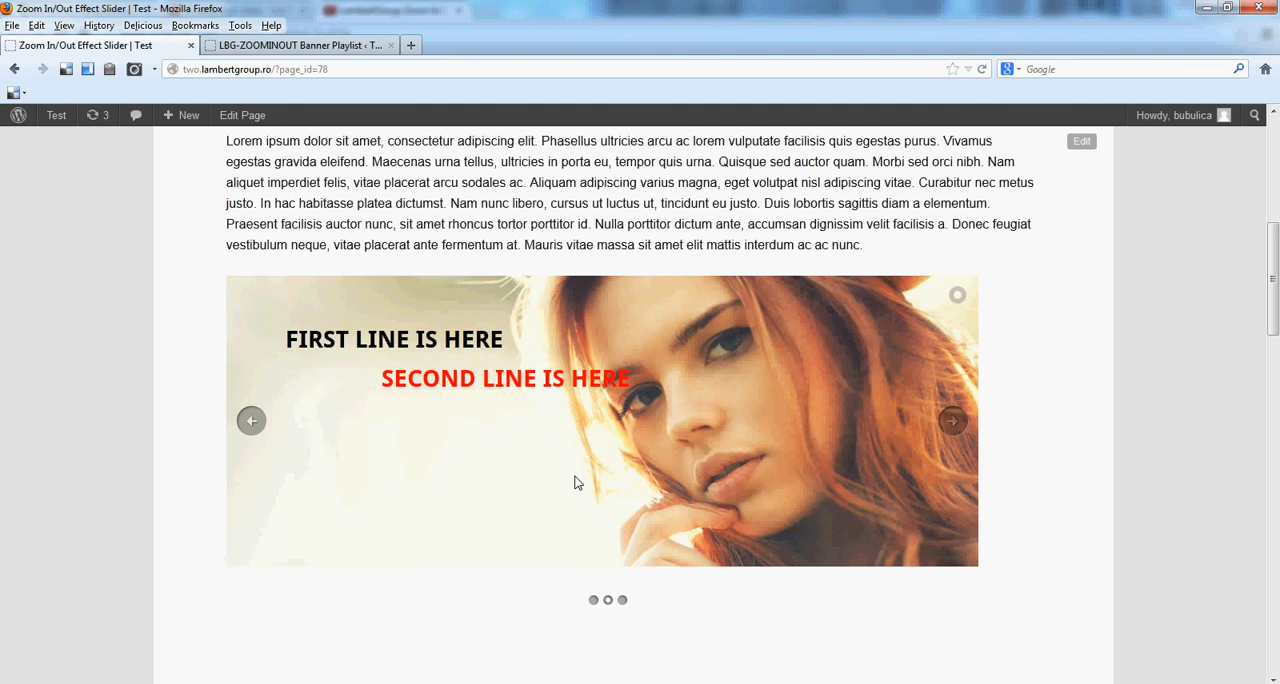 Zoom In/Out Effect Slider | Test - Mozilla Firefox
File Edit View History Delicious Bookmarks Tools Help
Zoom In/Out Effect Slider | Test
LBG-ZOOMINOUT Banner Playlist ‹ T...
two.lambertgroup.ro/?page_id=78
Google
Test 3 + New Edit Page Howdy, bubulica
Lorem ipsum dolor sit amet, consectetur adipiscing elit. Phasellus ultricies arcu ac lorem vulputate facilisis quis egestas purus. Vivamus
egestas gravida eleifend. Maecenas urna tellus, ultricies in porta eu, tempor quis urna. Quisque sed auctor quam. Morbi sed orci nibh. Nam
aliquet imperdiet felis, vitae placerat arcu sodales ac. Aliquam adipiscing varius magna, eget volutpat nisl adipiscing vitae. Curabitur nec metus
justo. In hac habitasse platea dictumst. Nam nunc libero, cursus ut luctus ut, tincidunt eu justo. Duis lobortis sagittis diam a elementum.
Praesent facilisis auctor nunc, sit amet rhoncus tortor porttitor id. Nulla porttitor dictum ante, accumsan dignissim velit facilisis a. Donec feugiat
vestibulum neque, vitae placerat ante fermentum at. Mauris vitae massa sit amet elit mattis interdum ac ac nunc.
Edit
FIRST LINE IS HERE
SECOND LINE IS HERE